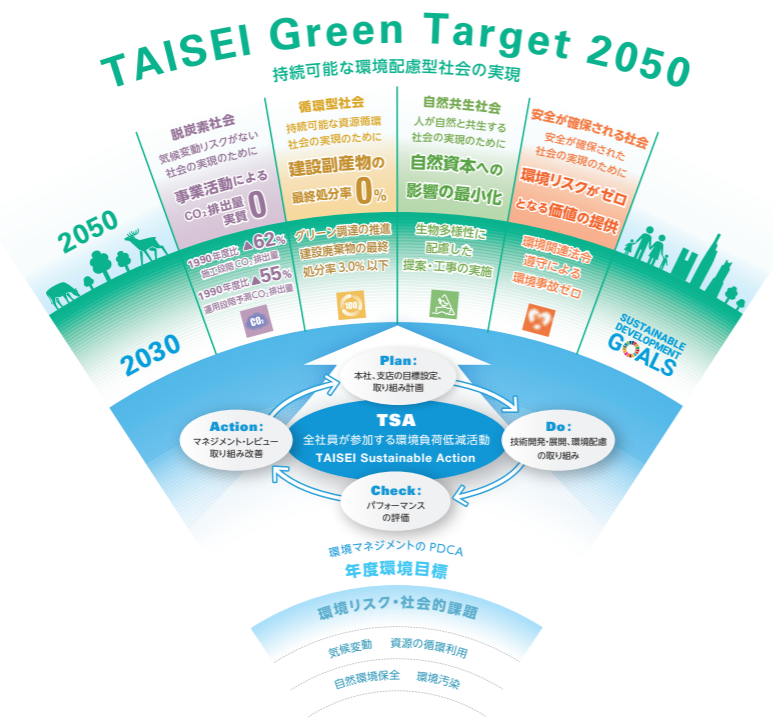 TAISEI Green Target 2050
持続可能な環境配慮型社会の実現
2050
脱炭素社会
気候変動リスクがない
社会の実現のために
事業活動による
CO₂排出量
実質0
循環型社会
持続可能な資源循環
社会の実現のために
建設副産物の
最終処分率0%
自然共生社会
人が自然と共生する
社会の実現のために
自然資本への
影響の最小化
安全が確保される社会
安全が確保された
社会の実現のために
環境リスクがゼロ
となる価値の提供
2030
1990年度比▲62%
施工段階CO₂排出量
1990年度比▲55%
運用段階予測CO₂排出量
CO₂
グリーン調達の推進
建設廃棄物の最終
処分率3.0%以下
100
生物多様性に
配慮した
提案・工事の実施
環境関連法令
遵守による
環境事故ゼロ
SUSTAINABLE
DEVELOPMENT
GOALS
Plan:
本社、支店の目標設定、
取り組み計画
Action:
マネジメント・レビュー
取り組み改善
TSA
全社員が参加する環境負荷低減活動
TAISEI Sustainable Action
Do:
技術開発・展開、環境配慮
の取り組み
Check:
パフォーマンス
の評価
環境マネジメントのPDCA
年度環境目標
環境リスク・社会的課題
気候変動 資源の循環利用
自然環境保全 環境汚染